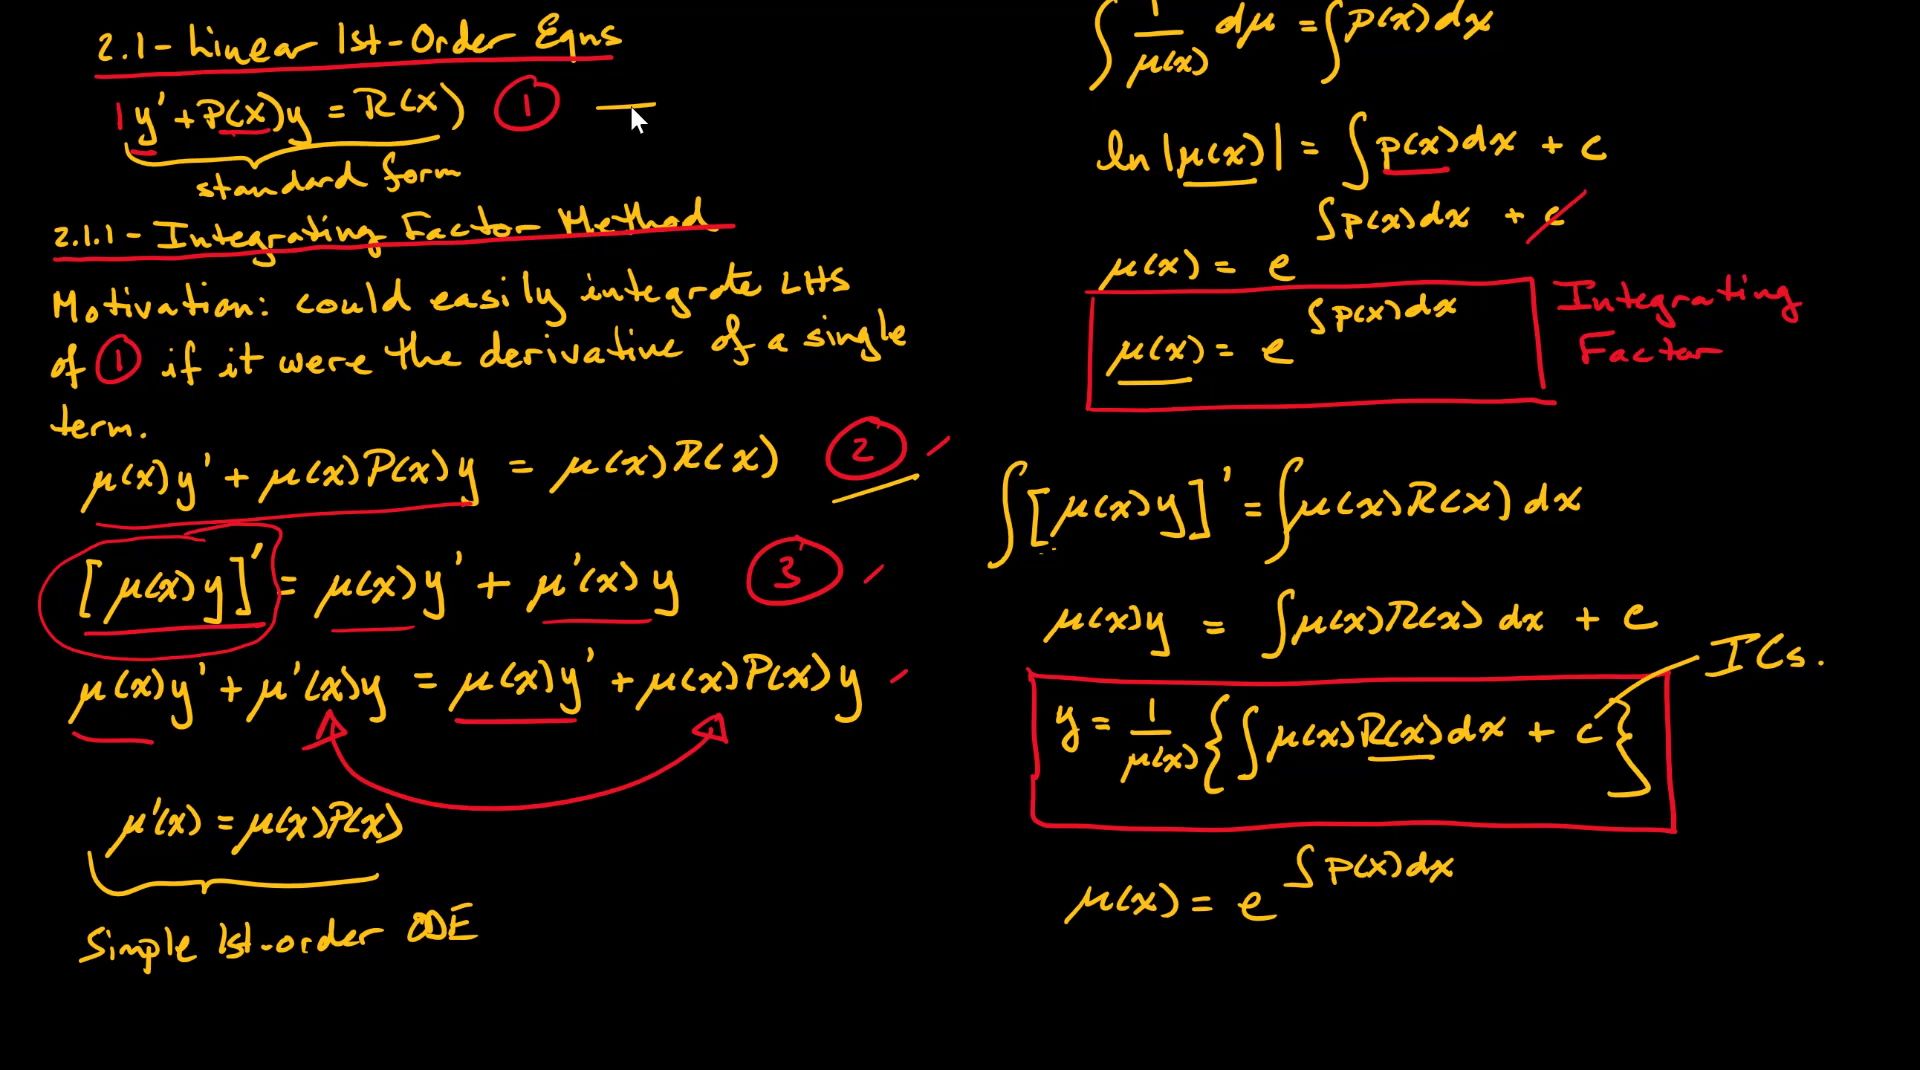 2.1 - Linear 1st-Order Eqns
1y' + P(x)y = R(x) ①
standard form
2.1.1 - Integrating Factor Method
Motivation: could easily integrate LHS
of ① if it were the derivative of a single
term.
μ(x)y' + μ(x)P(x)y = μ(x)R(x) ②
[μ(x)y]' = μ(x)y' + μ'(x)y ③
μ(x)y' + μ'(x)y = μ(x)y' + μ(x)P(x)y
μ'(x) = μ(x)P(x)
Simple 1st-order ODE
∫ 1/μ(x) dμ = ∫P(x)dx
ln|μ(x)| = ∫p(x)dx + c
μ(x) = e^{∫p(x)dx + c}
μ(x) = e^{∫p(x)dx}
Integrating
Factor
∫[μ(x)y]' = ∫μ(x)R(x)dx
μ(x)y = ∫μ(x)R(x)dx + c
ICs.
y = 1/μ(x) {∫μ(x)R(x)dx + c}
μ(x) = e^{∫P(x)dx}